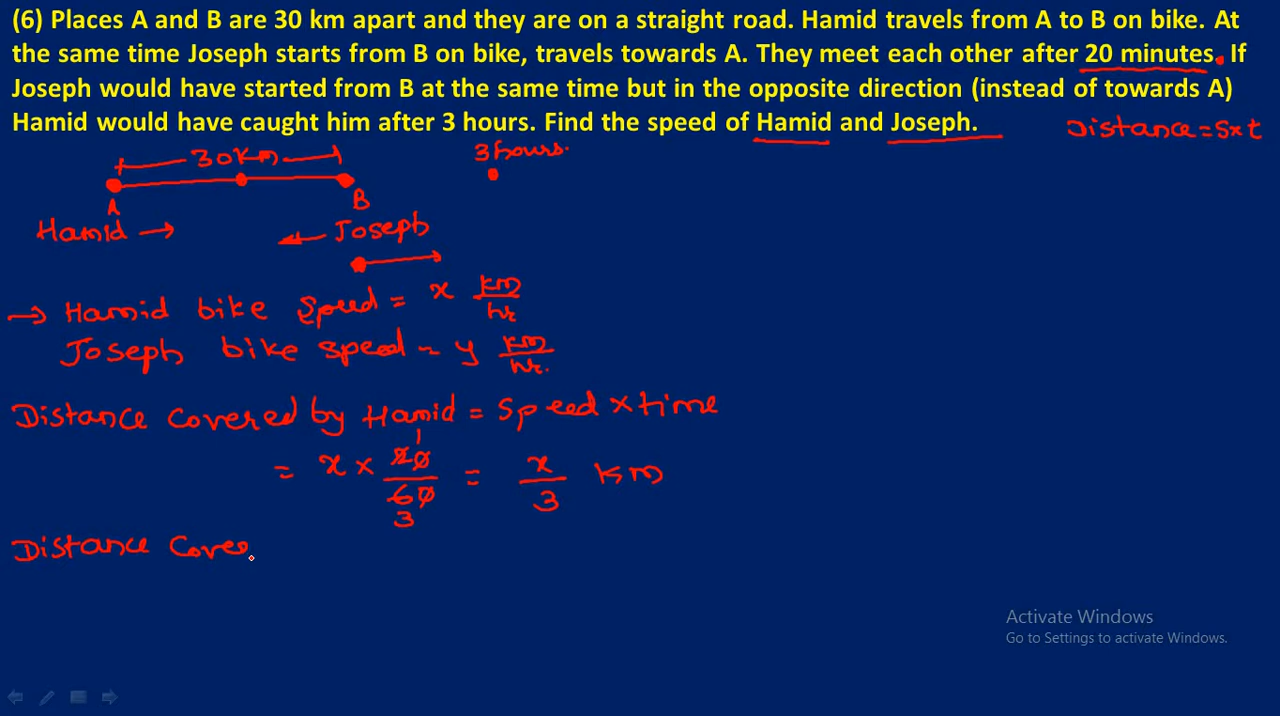 (6) Places A and B are 30 km apart and they are on a straight road. Hamid travels from A to B on bike. At
the same time Joseph starts from B on bike, travels towards A. They meet each other after 20 minutes. If
Joseph would have started from B at the same time but in the opposite direction (instead of towards A)
Hamid would have caught him after 3 hours. Find the speed of Hamid and Joseph.
Distance = s×t
30km
3 hours.
A
B
Hamid →
← Joseph
→ Hamid bike speed = x km/hr
Joseph bike speed = y km/hr.
Distance covered by Hamid = speed × time
= x × 20/60 = x/3 km
1
3
Distance Cover
Activate Windows
Go to Settings to activate Windows.